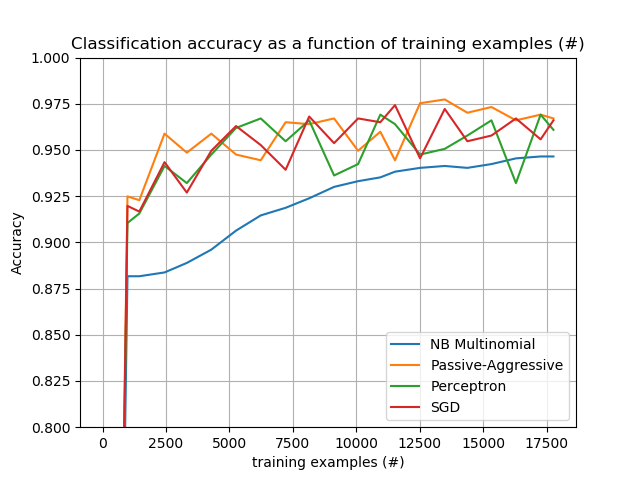 Classification accuracy as a function of training examples (#)
1.000
0.975
0.950
0.925
0.900
0.875
0.850
0.825
0.800
Accuracy
NB Multinomial
Passive-Aggressive
Perceptron
SGD
0 2500 5000 7500 10000 12500 15000 17500
training examples (#)